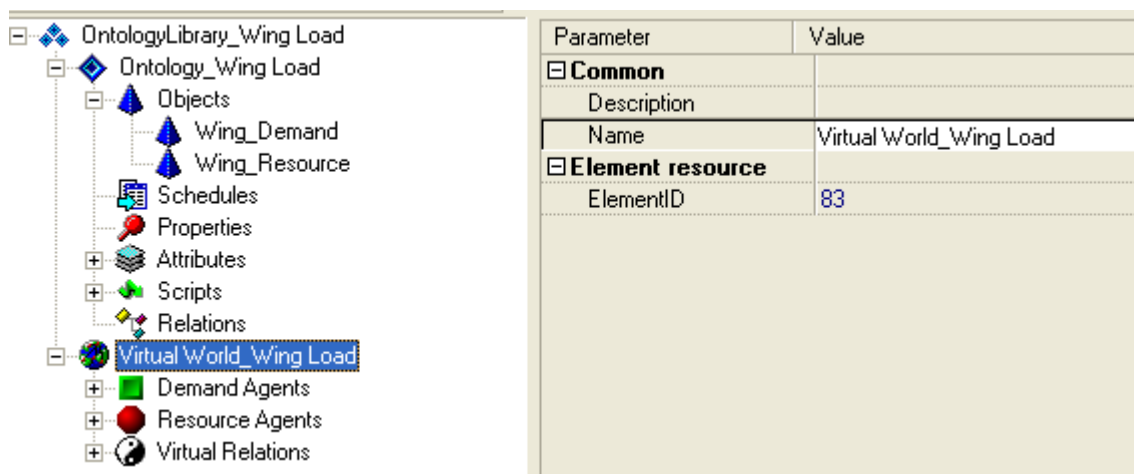 OntologyLibrary_Wing Load
Ontology_Wing Load
Objects
Wing_Demand
Wing_Resource
Schedules
Properties
Attributes
Scripts
Relations
Virtual World_Wing Load
Demand Agents
Resource Agents
Virtual Relations
Parameter Value
Common
Description
Name Virtual World_Wing Load
Element resource
ElementID 83